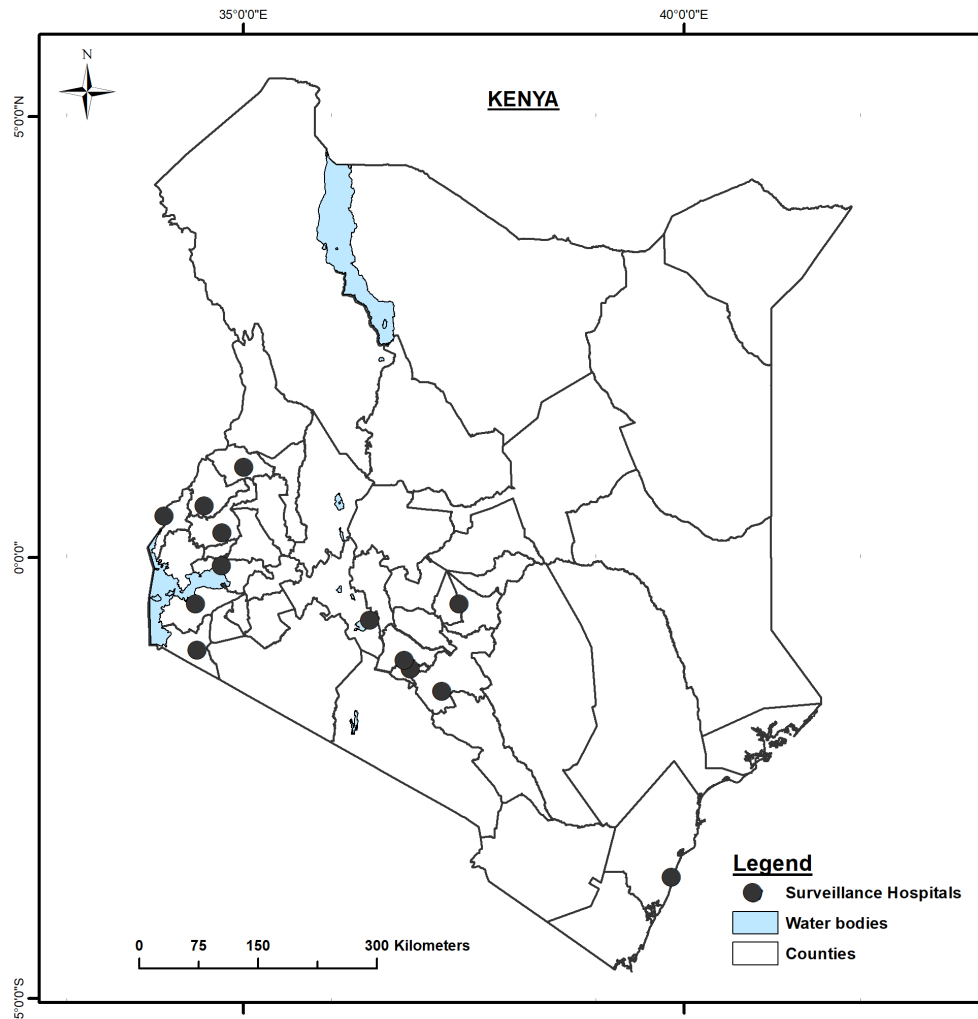 35°0'0"E 40°0'0"E
N
KENYA
5°0'0"N
0°0'0"
5°0'0"S
Legend
Surveillance Hospitals
Water bodies
Counties
0 75 150 300 Kilometers